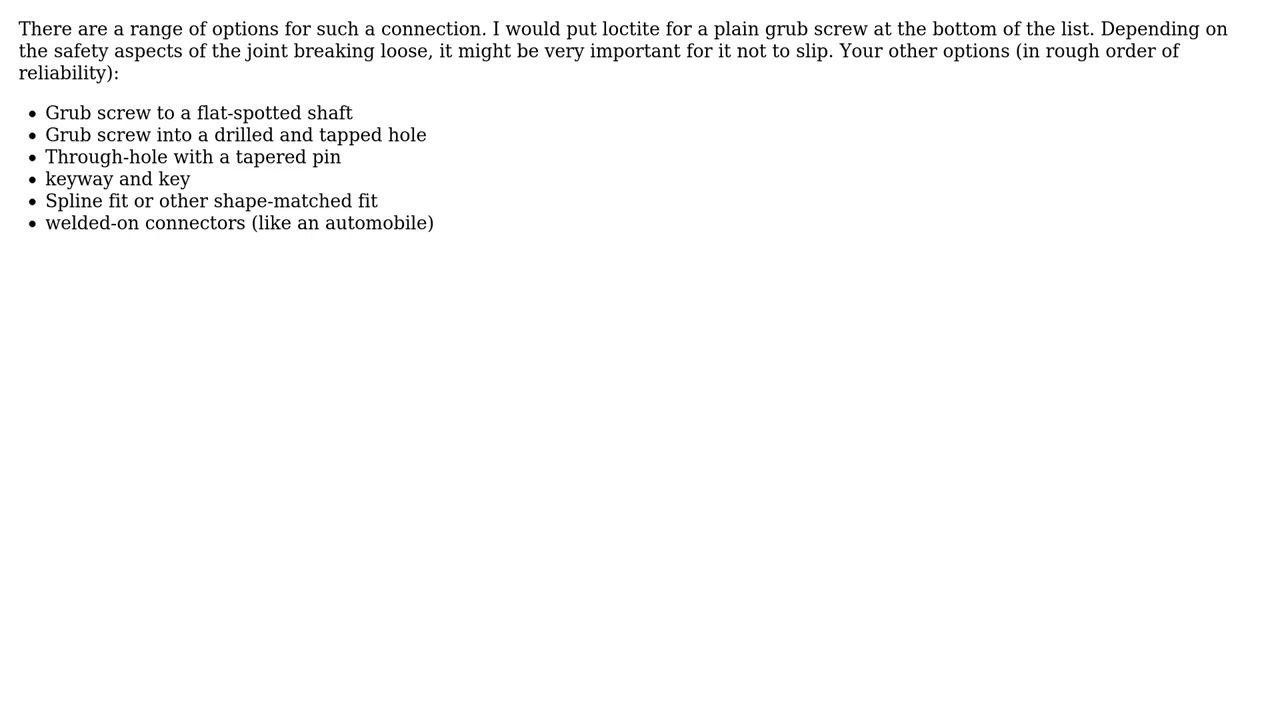 There are a range of options for such a connection. I would put loctite for a plain grub screw at the bottom of the list. Depending on
the safety aspects of the joint breaking loose, it might be very important for it not to slip. Your other options (in rough order of
reliability):
• Grub screw to a flat-spotted shaft
• Grub screw into a drilled and tapped hole
• Through-hole with a tapered pin
• keyway and key
• Spline fit or other shape-matched fit
• welded-on connectors (like an automobile)